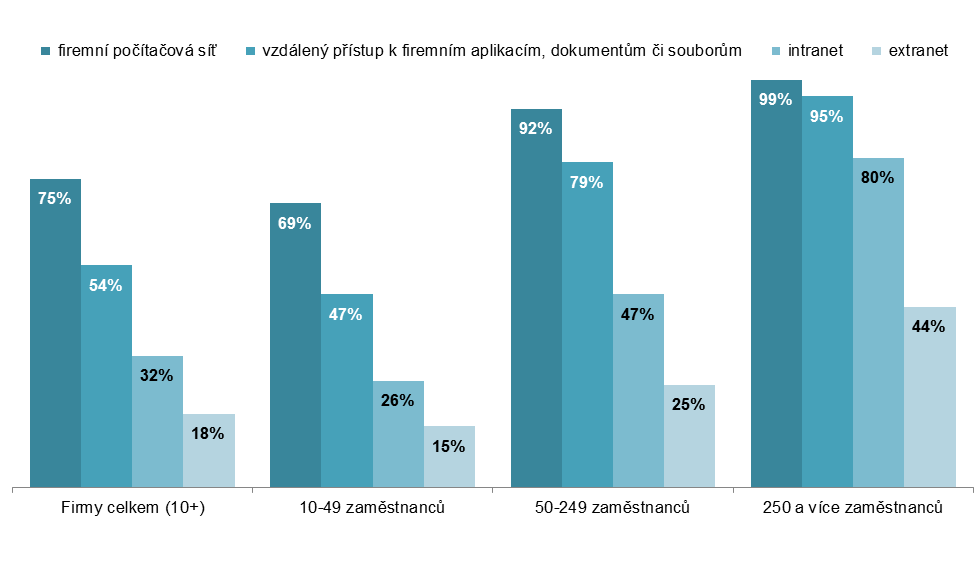 firemní počítačová síť vzdálený přístup k firemním aplikacím, dokumentům či souborům intranet extranet
75% 54% 32% 18%
69% 47% 26% 15%
92% 79% 47% 25%
99% 95% 80% 44%
Firmy celkem (10+) 10-49 zaměstnanců 50-249 zaměstnanců 250 a více zaměstnanců